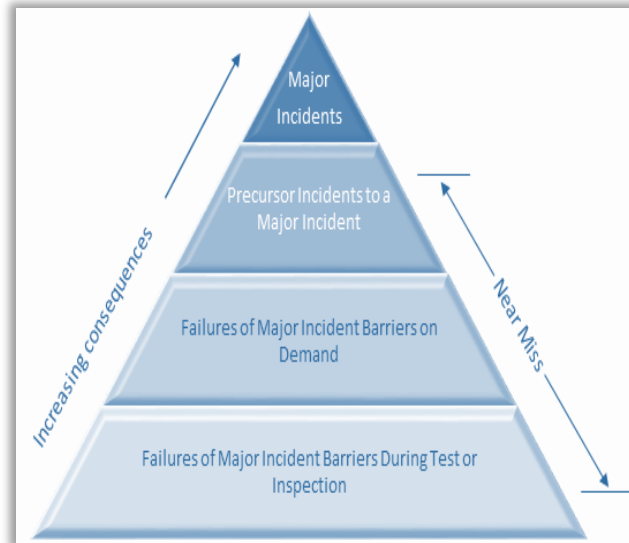 Major
Incidents
Precursor Incidents to a
Major Incident
Failures of Major Incident Barriers on
Demand
Failures of Major Incident Barriers During Test or
Inspection
Increasing consequences
Near Miss